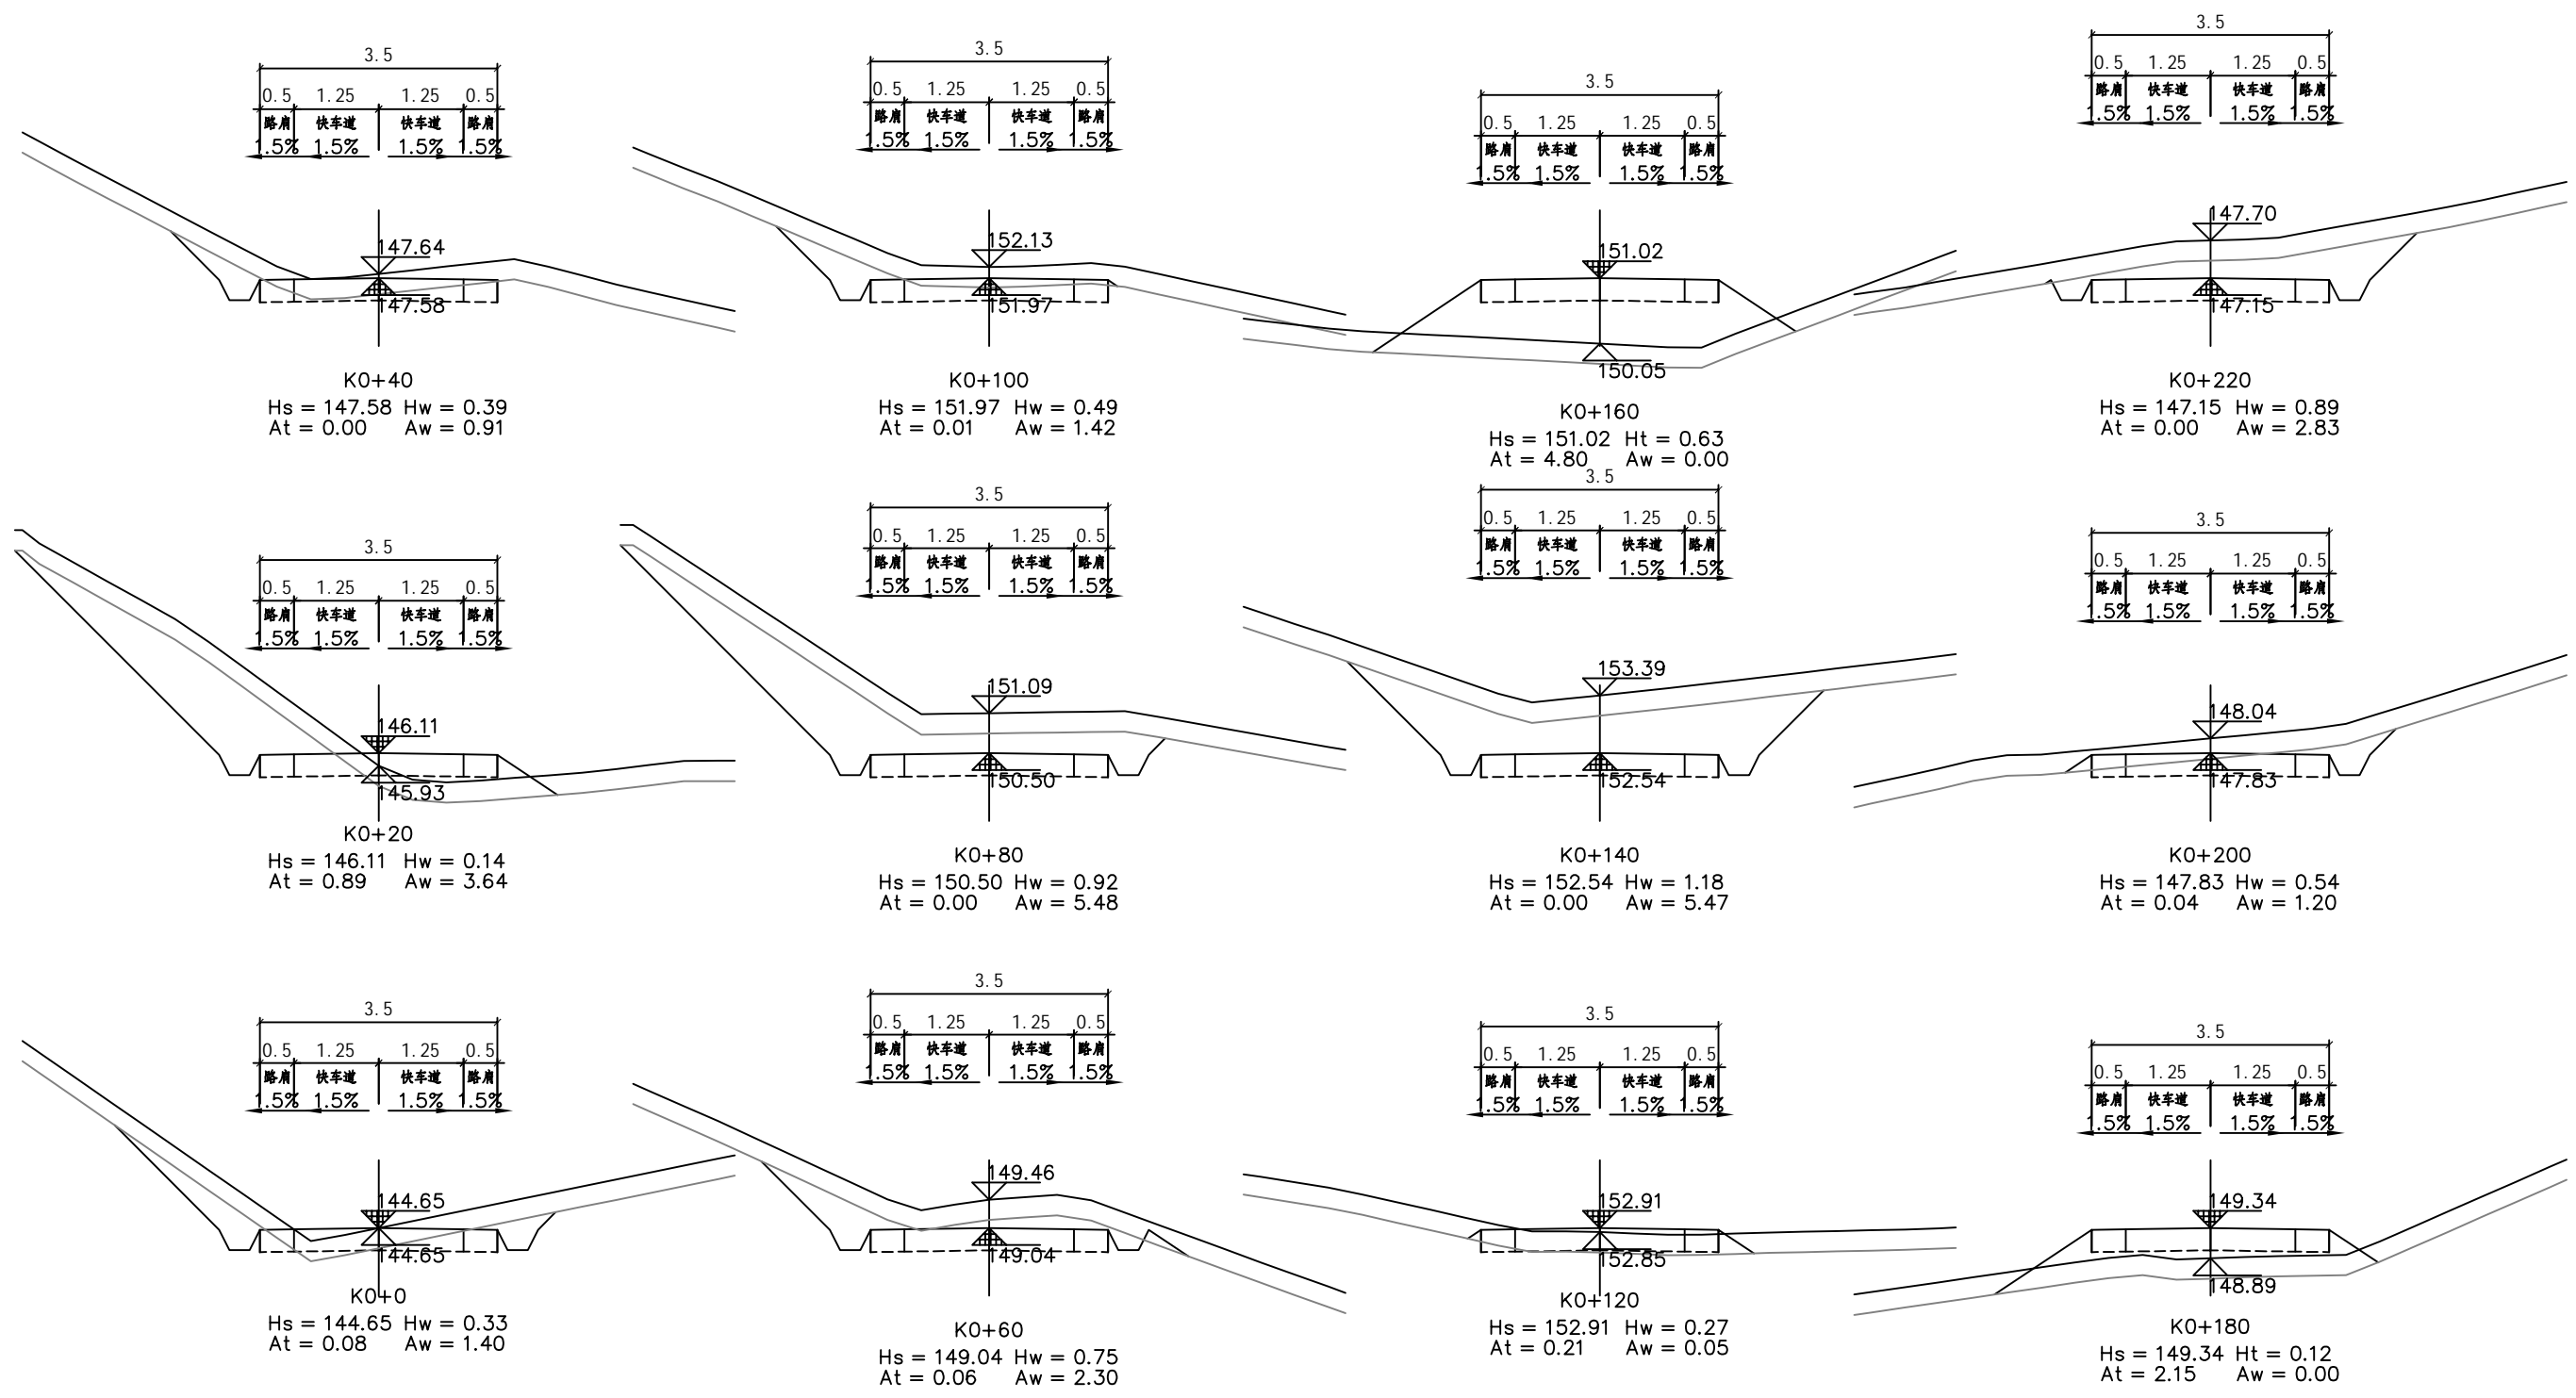 3.5
0.5 1.25 1.25 0.5
路肩 快车道 快车道 路肩
1.5% 1.5% 1.5% 1.5%
147.64
147.58
K0+40
Hs = 147.58 Hw = 0.39
At = 0.00 Aw = 0.91
3.5
0.5 1.25 1.25 0.5
路肩 快车道 快车道 路肩
1.5% 1.5% 1.5% 1.5%
152.13
151.97
K0+100
Hs = 151.97 Hw = 0.49
At = 0.01 Aw = 1.42
3.5
0.5 1.25 1.25 0.5
路肩 快车道 快车道 路肩
1.5% 1.5% 1.5% 1.5%
151.02
150.05
K0+160
Hs = 151.02 Ht = 0.63
At = 4.80 Aw = 0.00
3.5
0.5 1.25 1.25 0.5
路肩 快车道 快车道 路肩
1.5% 1.5% 1.5% 1.5%
147.70
147.15
K0+220
Hs = 147.15 Hw = 0.89
At = 0.00 Aw = 2.83
3.5
0.5 1.25 1.25 0.5
路肩 快车道 快车道 路肩
1.5% 1.5% 1.5% 1.5%
146.11
145.93
K0+20
Hs = 146.11 Hw = 0.14
At = 0.89 Aw = 3.64
3.5
0.5 1.25 1.25 0.5
路肩 快车道 快车道 路肩
1.5% 1.5% 1.5% 1.5%
151.09
150.50
K0+80
Hs = 150.50 Hw = 0.92
At = 0.00 Aw = 5.48
3.5
0.5 1.25 1.25 0.5
路肩 快车道 快车道 路肩
1.5% 1.5% 1.5% 1.5%
153.39
152.54
K0+140
Hs = 152.54 Hw = 1.18
At = 0.00 Aw = 5.47
3.5
0.5 1.25 1.25 0.5
路肩 快车道 快车道 路肩
1.5% 1.5% 1.5% 1.5%
148.04
147.83
K0+200
Hs = 147.83 Hw = 0.54
At = 0.04 Aw = 1.20
3.5
0.5 1.25 1.25 0.5
路肩 快车道 快车道 路肩
1.5% 1.5% 1.5% 1.5%
144.65
144.65
K0+0
Hs = 144.65 Hw = 0.33
At = 0.08 Aw = 1.40
3.5
0.5 1.25 1.25 0.5
路肩 快车道 快车道 路肩
1.5% 1.5% 1.5% 1.5%
149.46
149.04
K0+60
Hs = 149.04 Hw = 0.75
At = 0.06 Aw = 2.30
3.5
0.5 1.25 1.25 0.5
路肩 快车道 快车道 路肩
1.5% 1.5% 1.5% 1.5%
152.91
152.85
K0+120
Hs = 152.91 Hw = 0.27
At = 0.21 Aw = 0.05
3.5
0.5 1.25 1.25 0.5
路肩 快车道 快车道 路肩
1.5% 1.5% 1.5% 1.5%
149.34
148.89
K0+180
Hs = 149.34 Ht = 0.12
At = 2.15 Aw = 0.00